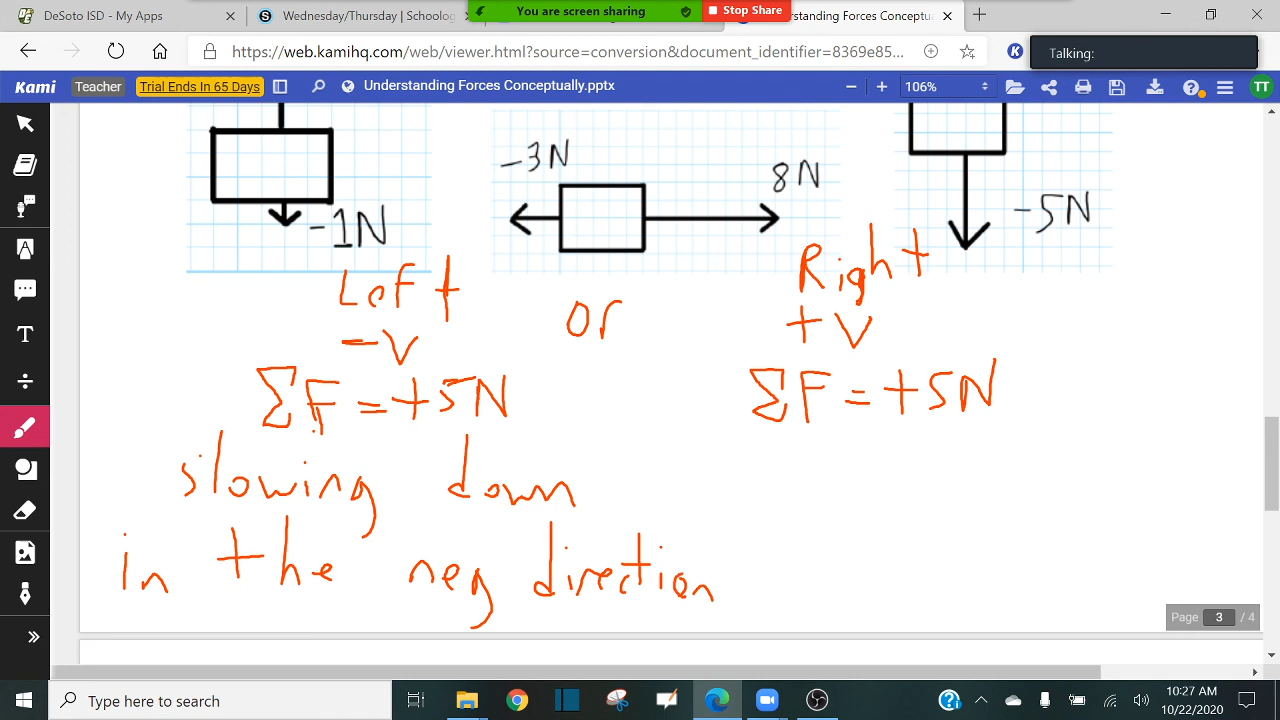 DeSoto ISD - My Ap
Wednesday/Thursday | Schoolog
You are screen sharing
Stop Share
derstanding Forces Conceptual
https://web.kamihq.com/web/viewer.html?source=conversion&document_identifier=8369e85...
Talking:
Kami
Teacher
Trial Ends In 65 Days
Understanding Forces Conceptually.pptx
106%
TT
-3N
8N
-1N
-5N
Left
or
Right
-V
+V
ΣF = +5N
ΣF = +5N
slowing down
in the neg direction
Page 3 / 4
Type here to search
10:27 AM
10/22/2020